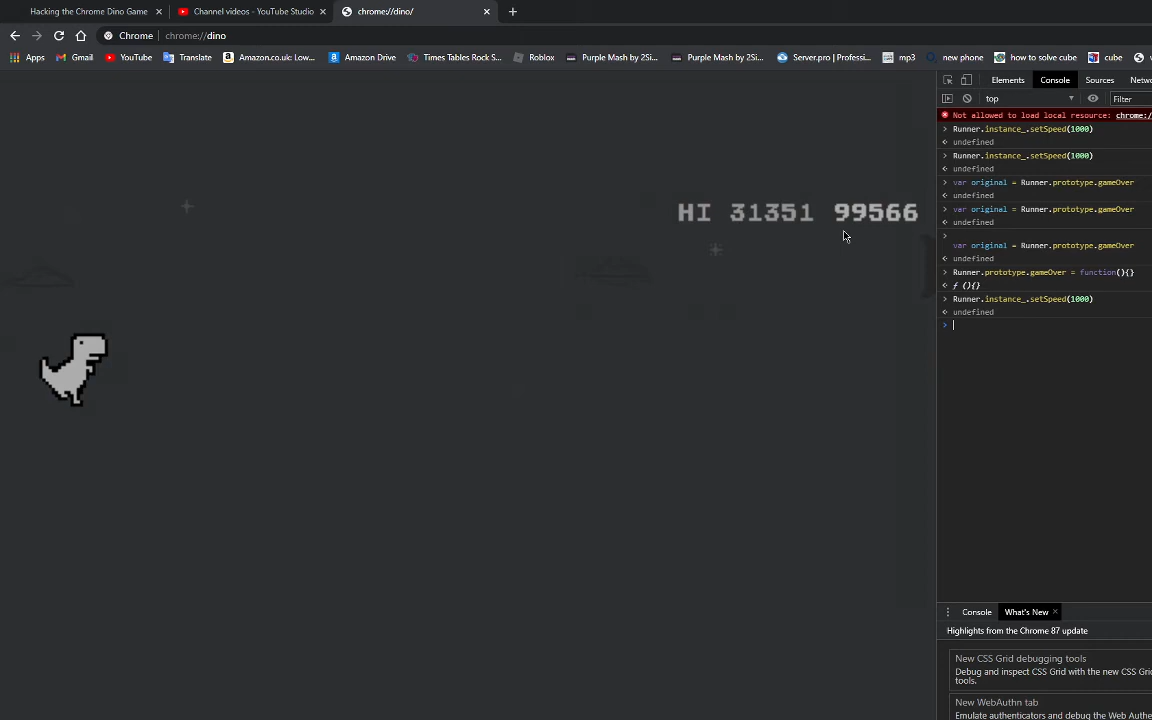 Hacking the Chrome Dino Game
Channel videos - YouTube Studio
chrome://dino/
Chrome chrome://dino
Apps Gmail YouTube Translate Amazon.co.uk: Low... Amazon Drive Times Tables Rock S... Roblox Purple Mash by 2Si... Purple Mash by 2Si... Server.pro | Professi... mp3 new phone how to solve cube cube
Elements Console Sources Netwo
top Filter
Not allowed to load local resource: chrome:/
Runner.instance_.setSpeed(1000)
undefined
Runner.instance_.setSpeed(1000)
undefined
var original = Runner.prototype.gameOver
undefined
var original = Runner.prototype.gameOver
undefined
var original = Runner.prototype.gameOver
undefined
Runner.prototype.gameOver = function(){}
ƒ (){}
Runner.instance_.setSpeed(1000)
undefined
HI 31351 99566
Console What's New
Highlights from the Chrome 87 update
New CSS Grid debugging tools
Debug and inspect CSS Grid with the new CSS Gri
tools.
New WebAuthn tab
Emulate authenticators and debug the Web Authe